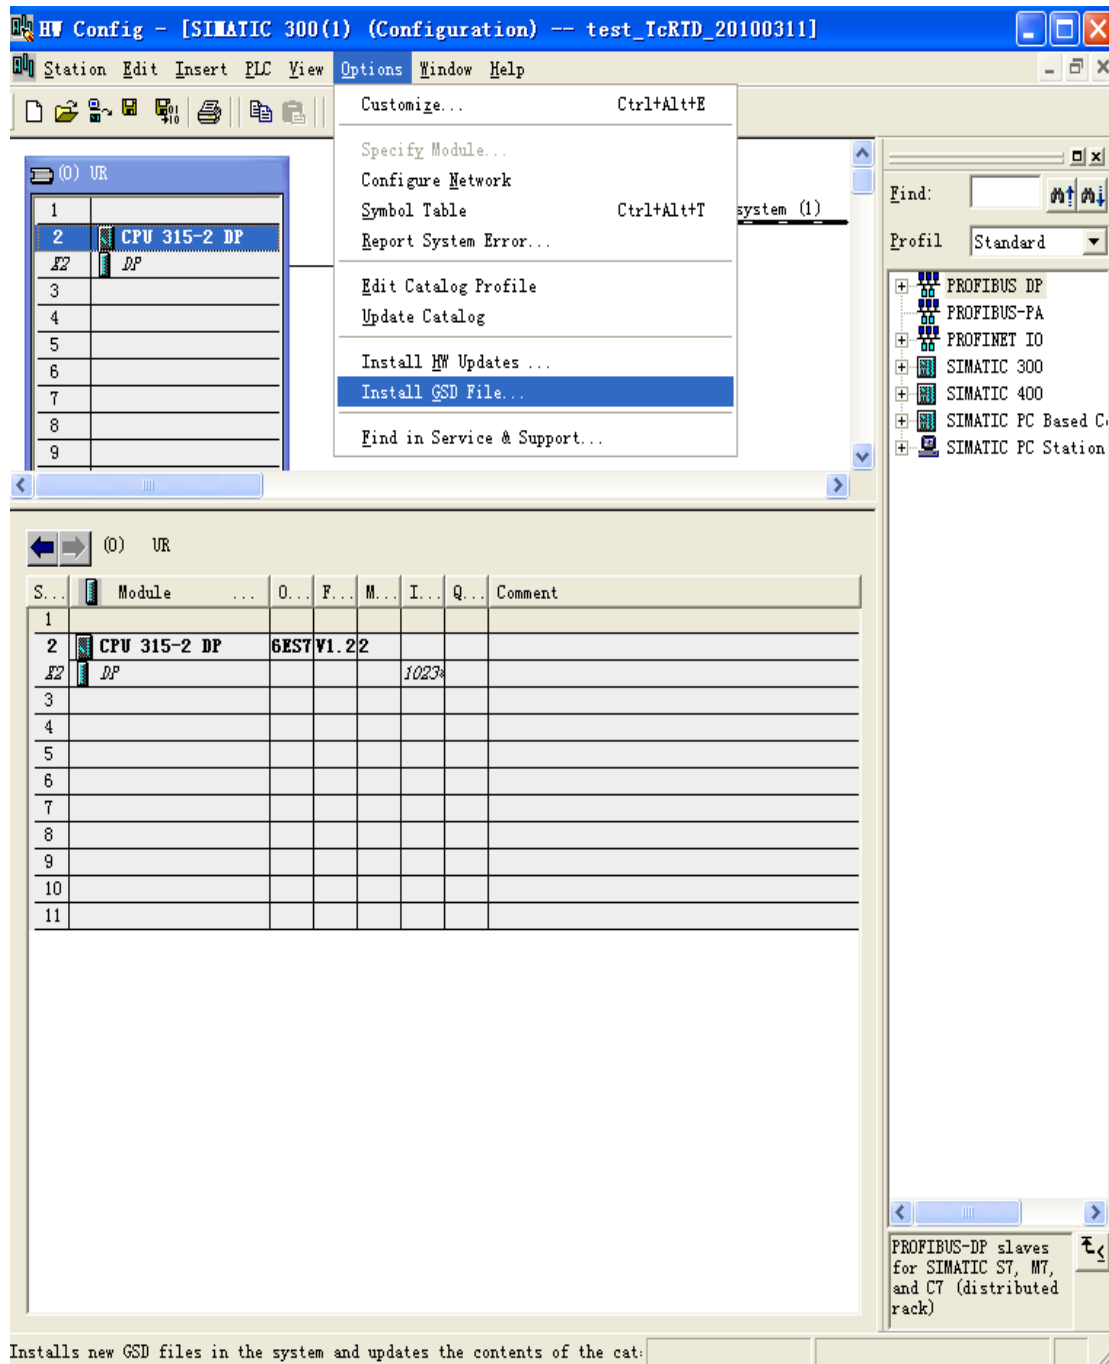 HW Config - [SIMATIC 300(1) (Configuration) -- test_TcRTD_20100311]
Station Edit Insert PLC View Options Window Help
Customize... Ctrl+Alt+E
Specify Module...
Configure Network
Symbol Table Ctrl+Alt+T
Report System Error...
Edit Catalog Profile
Update Catalog
Install HW Updates ...
Install GSD File...
Find in Service & Support...
(0) UR
1
2 CPU 315-2 DP
X2 DP
3
4
5
6
7
8
9
system (1)
Find:
Profil Standard
PROFIBUS DP
PROFIBUS-PA
PROFINET IO
SIMATIC 300
SIMATIC 400
SIMATIC PC Based C
SIMATIC PC Station
(0) UR
S... Module ... O... F... M... I... Q... Comment
1
2 CPU 315-2 DP 6ES7 V1.2 2
X2 DP 1023
3
4
5
6
7
8
9
10
11
PROFIBUS-DP slaves
for SIMATIC S7, M7,
and C7 (distributed
rack)
Installs new GSD files in the system and updates the contents of the cat